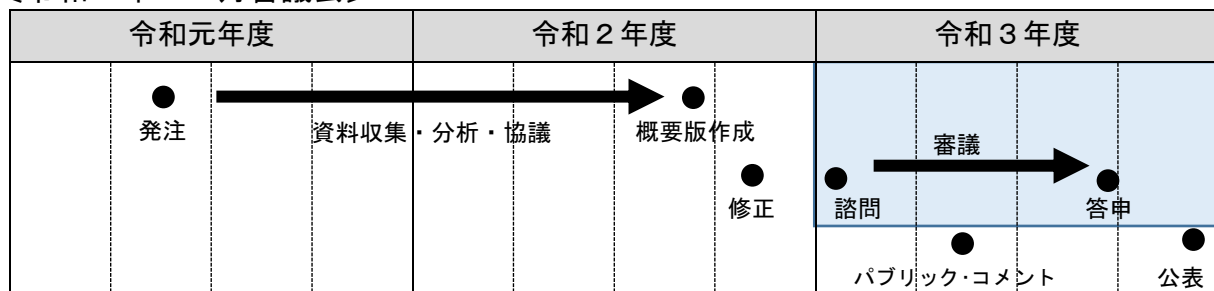 令和元年度 令和２年度 令和３年度
発注 資料収集・分析・協議 概要版作成 審議
修正 諮問 答申
パブリック・コメント 公表